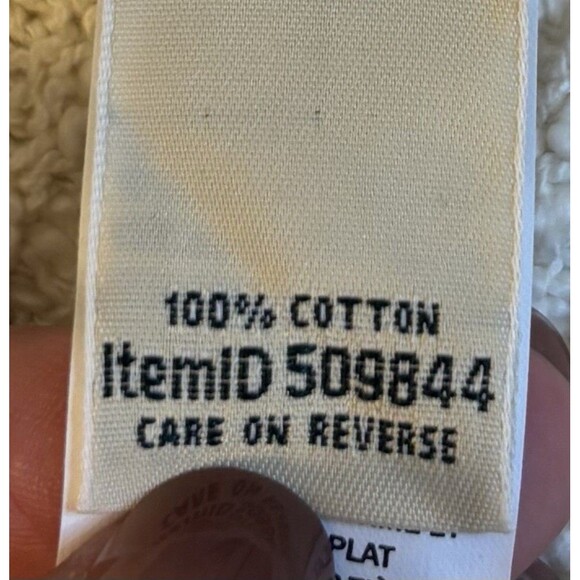 100% COTTON
ItemID 509844
CARE ON REVERSE
PLAT